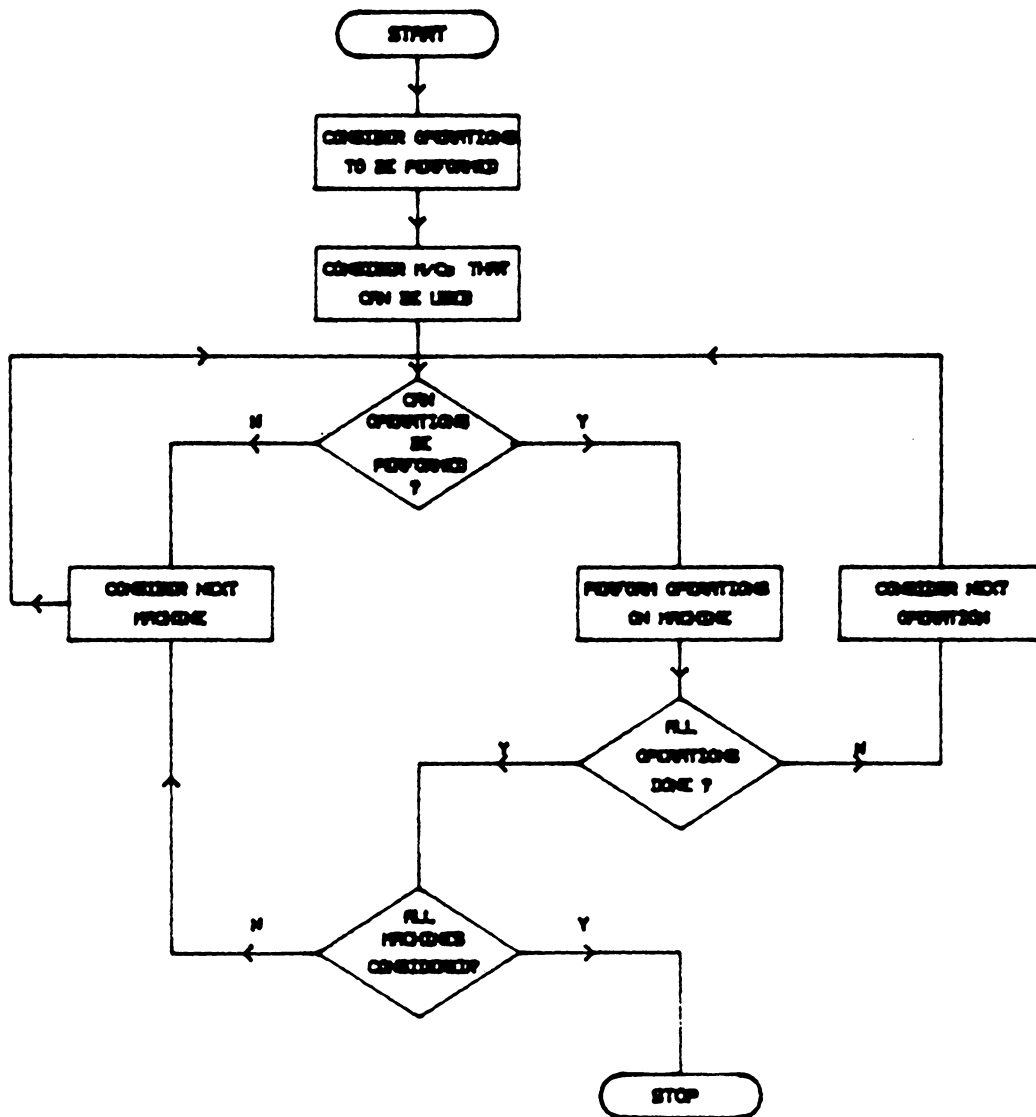 START
CONSIDER OPERATIONS
TO BE PERFORMED
CONSIDER M/Cs THAT
CAN BE USED
CAN
OPERATIONS
BE
PERFORMED
?
N
Y
CONSIDER NEXT
MACHINE
PERFORM OPERATIONS
ON MACHINE
CONSIDER NEXT
OPERATION
ALL
OPERATIONS
DONE ?
Y
N
ALL
MACHINES
CONSIDERED?
N
Y
STOP